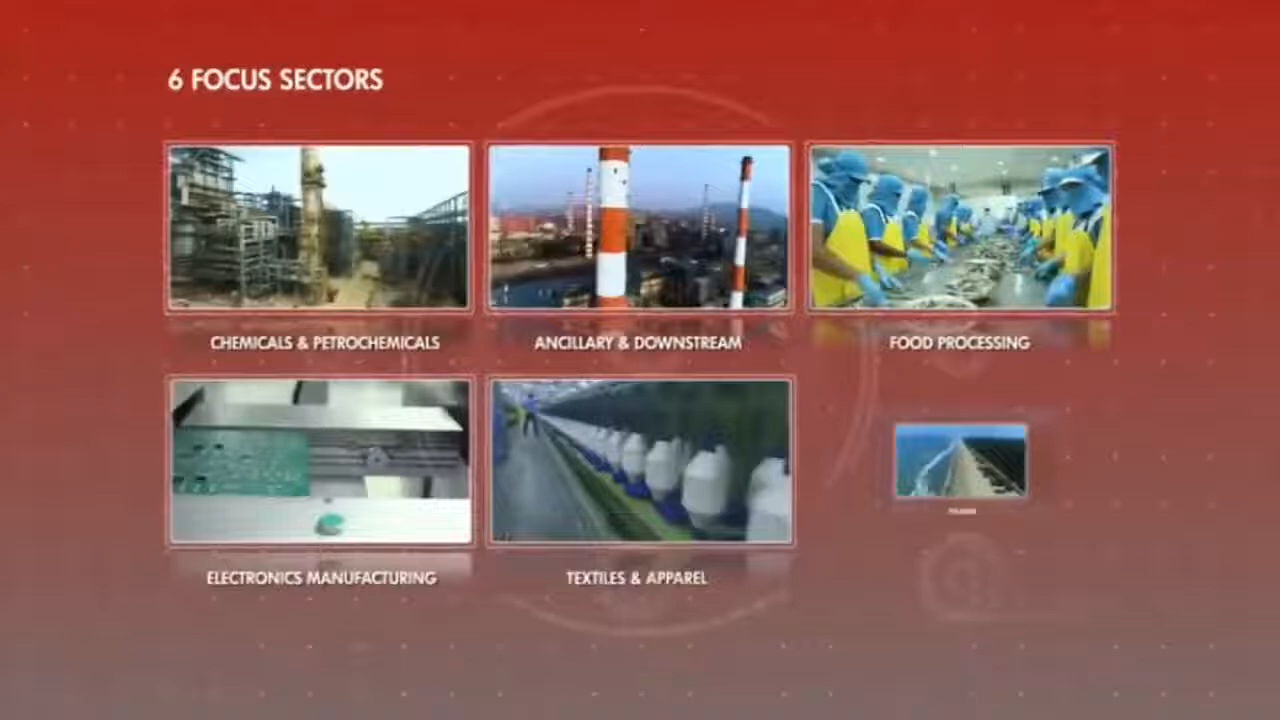 6 FOCUS SECTORS
CHEMICALS & PETROCHEMICALS
ANCILLARY & DOWNSTREAM
FOOD PROCESSING
ELECTRONICS MANUFACTURING
TEXTILES & APPAREL